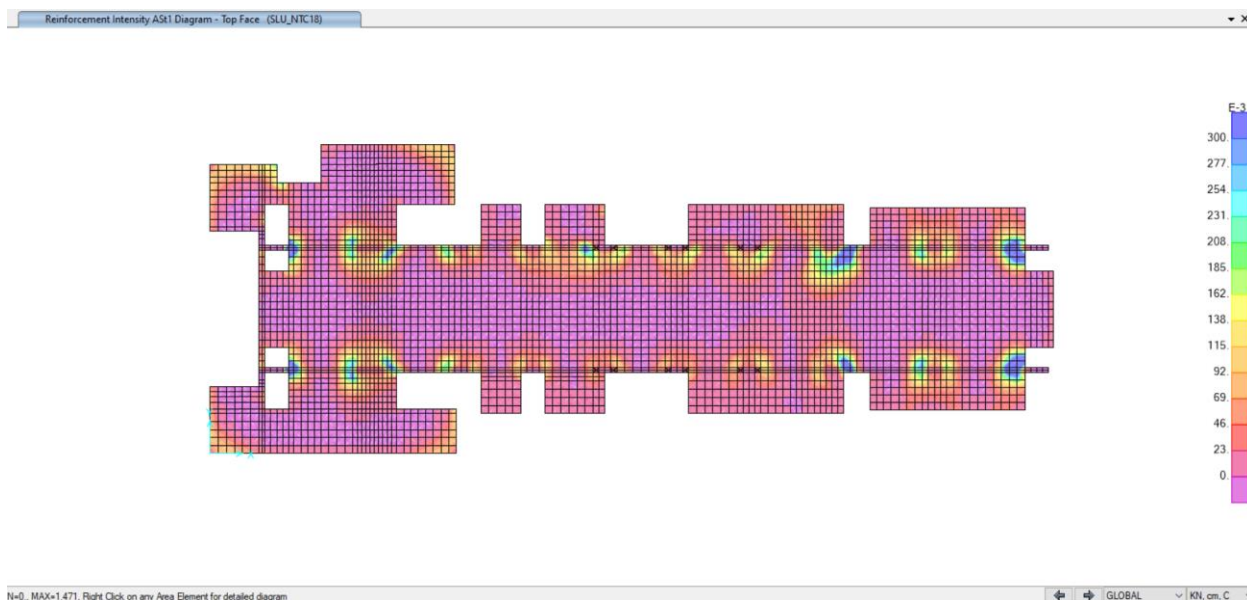 Reinforcement Intensity ASt1 Diagram - Top Face (SLU_NTC18)
E-3
300.
277.
254.
231.
208.
185.
162.
138.
115.
92.
69.
46.
23.
0.
N=0., MAX=1.471, Right Click on any Area Element for detailed diagram
GLOBAL
KN, cm, C